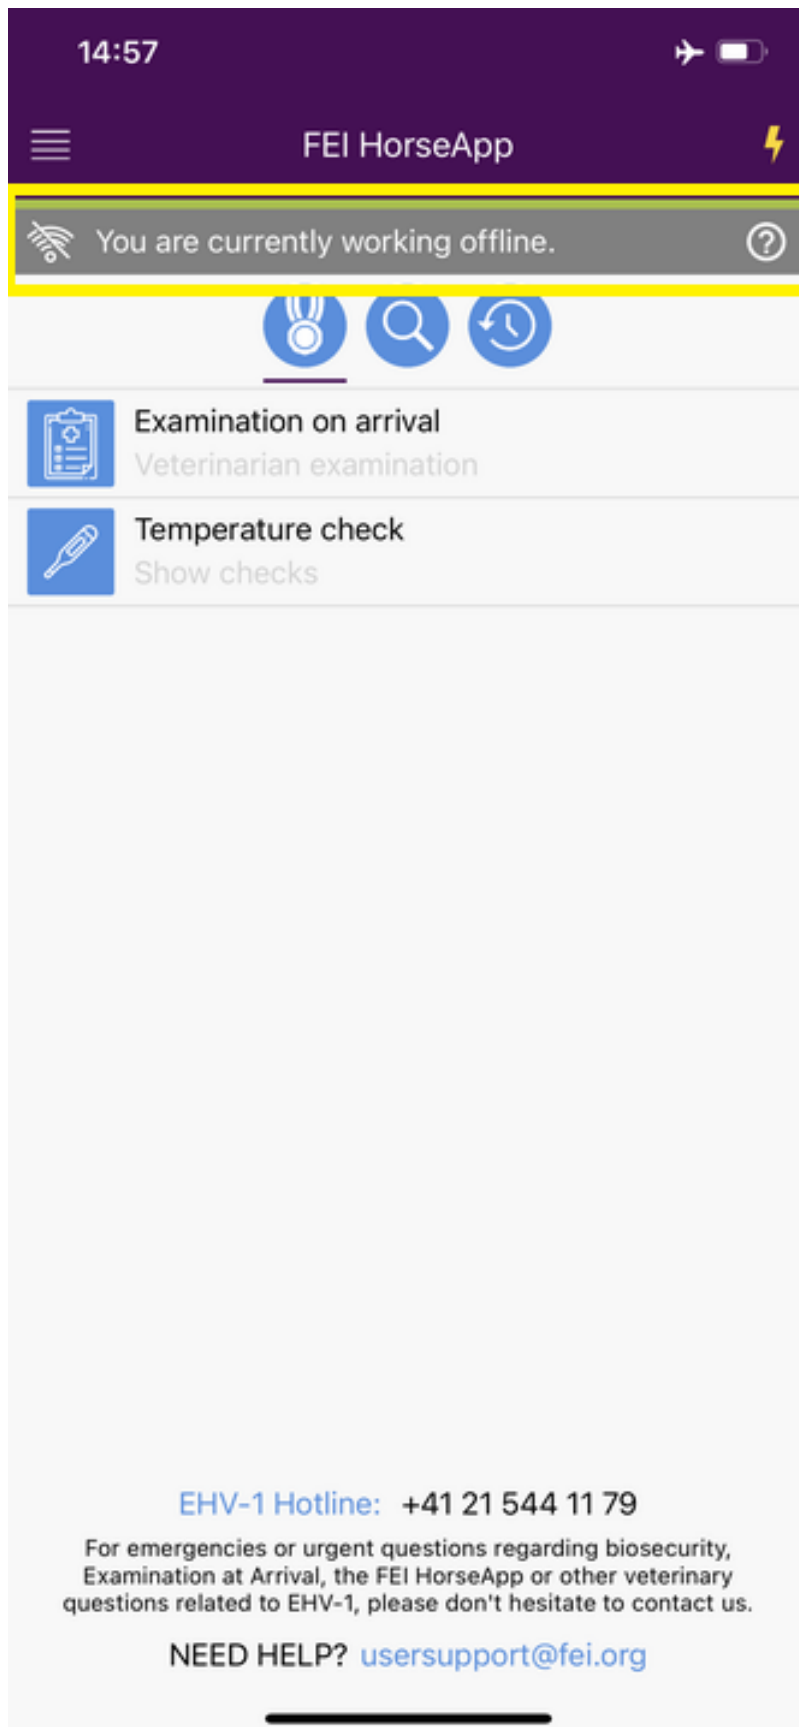 14:57
FEI HorseApp
You are currently working offline.
Examination on arrival
Veterinarian examination
Temperature check
Show checks
EHV-1 Hotline: +41 21 544 11 79
For emergencies or urgent questions regarding biosecurity,
Examination at Arrival, the FEI HorseApp or other veterinary
questions related to EHV-1, please don't hesitate to contact us.
NEED HELP? usersupport@fei.org